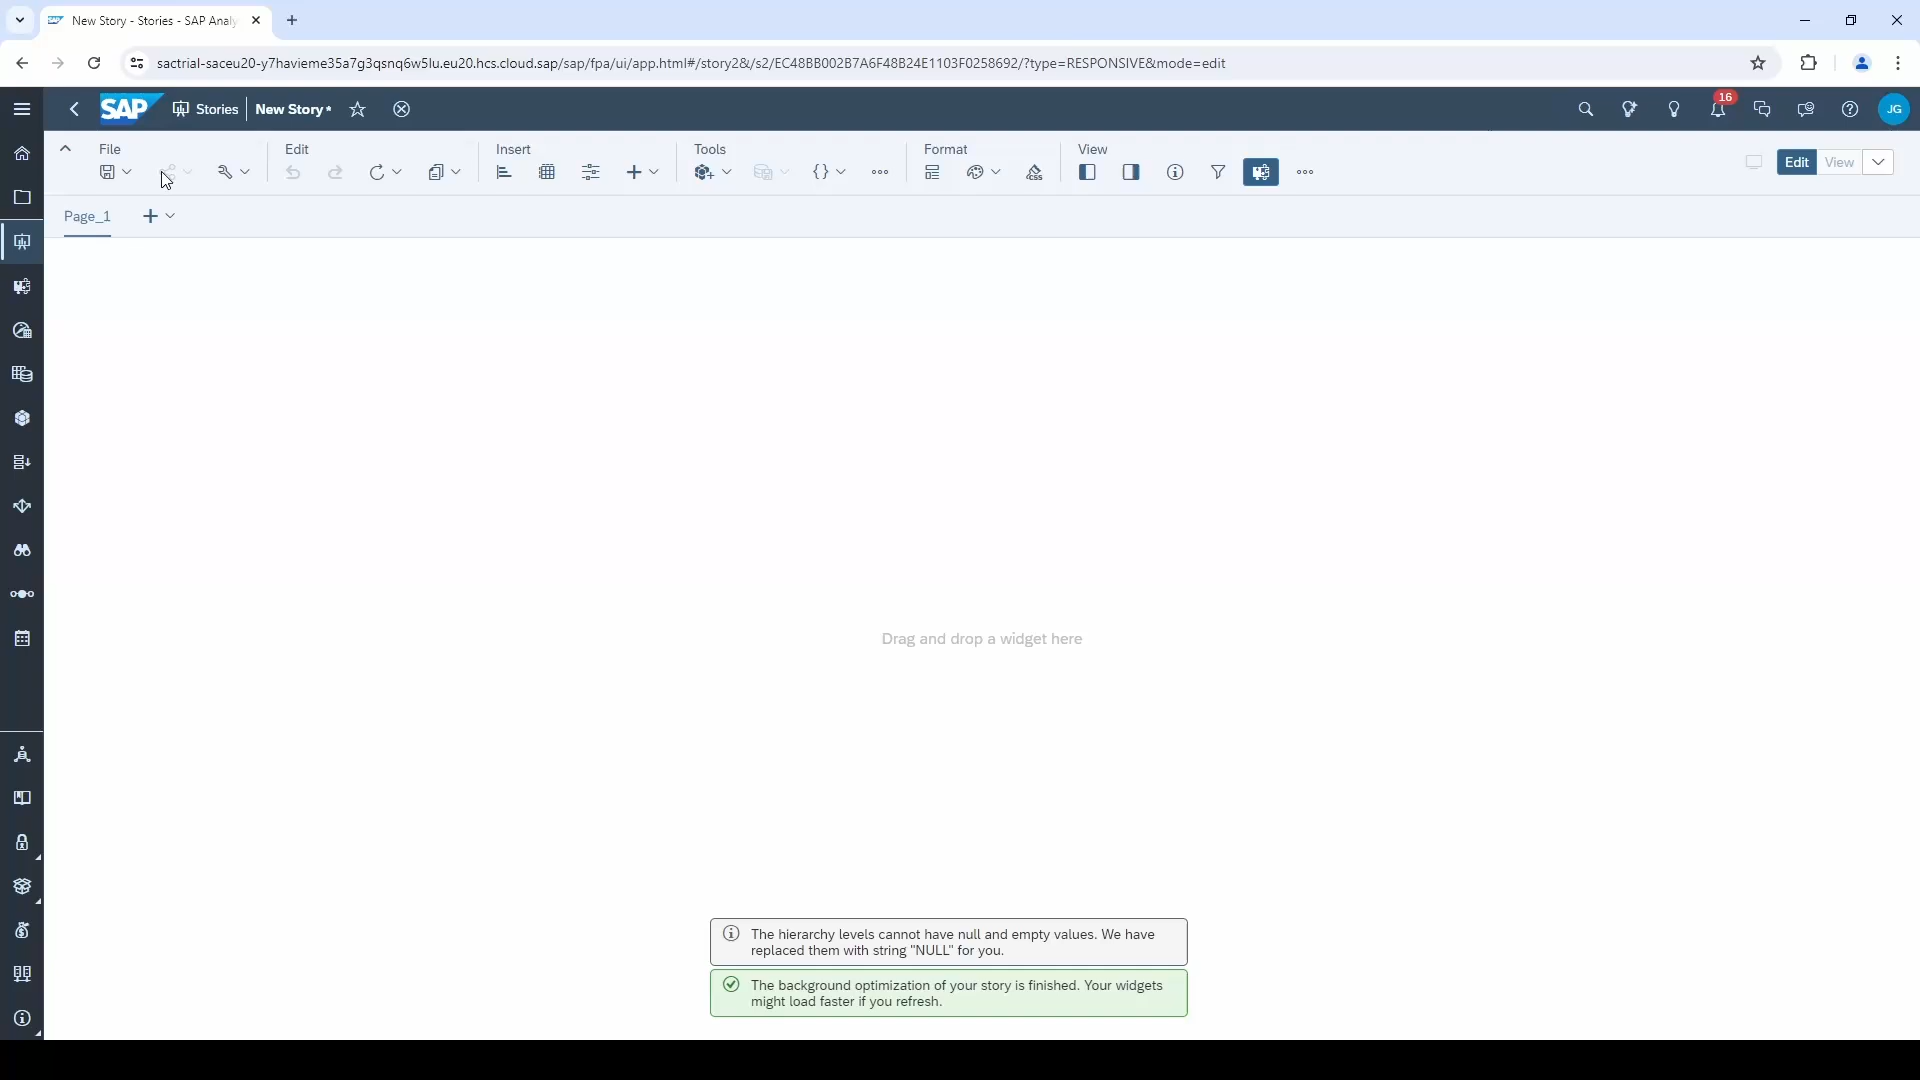 New Story - Stories - SAP Analy
sactrial-saceu20-y7havieme35a7g3qsnq6w5lu.eu20.hcs.cloud.sap/sap/fpa/ui/app.html#/story2&/s2/EC48BB002B7A6F48B24E1103F0258692/?type=RESPONSIVE&mode=edit
SAP Stories New Story* 16 JG
File Edit Insert Tools Format View
Edit View
Page_1
Drag and drop a widget here
The hierarchy levels cannot have null and empty values. We have
replaced them with string "NULL" for you.
The background optimization of your story is finished. Your widgets
might load faster if you refresh.